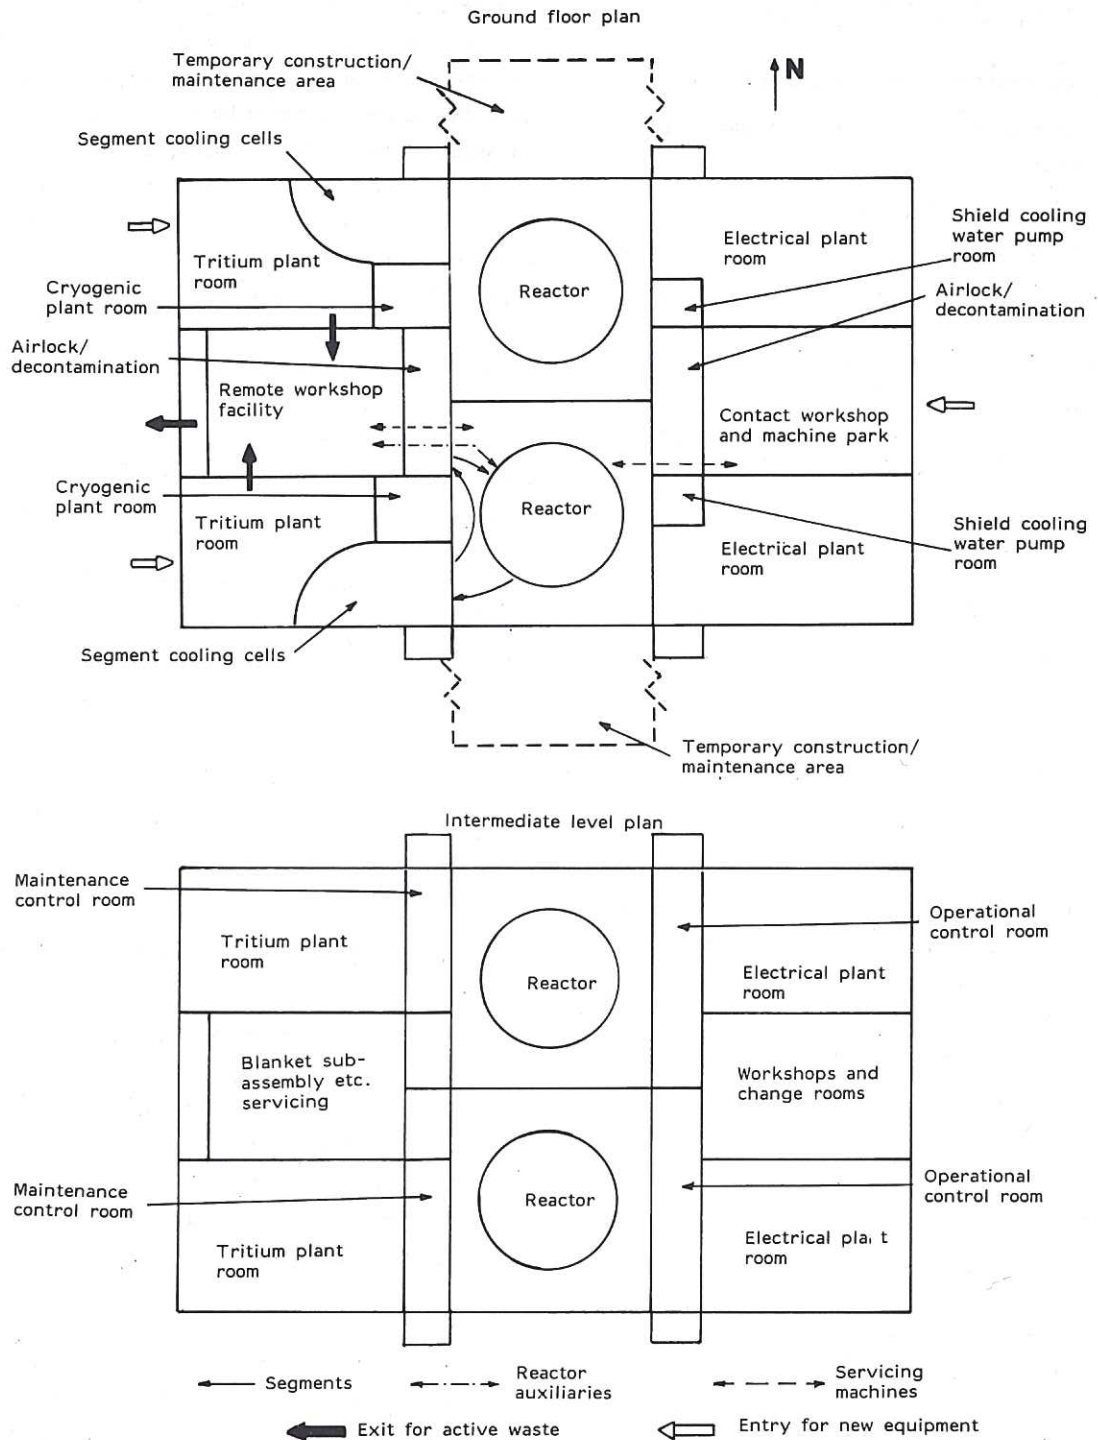 Ground floor plan
Temporary construction/
maintenance area
N
Segment cooling cells
Shield cooling
water pump
room
Electrical plant
room
Tritium plant
room
Cryogenic
plant room
Reactor
Airlock/
decontamination
Airlock/
decontamination
Remote workshop
facility
Contact workshop
and machine park
Cryogenic
plant room
Reactor
Tritium plant
room
Shield cooling
water pump
room
Electrical plant
room
Segment cooling cells
Temporary construction/
maintenance area
Intermediate level plan
Maintenance
control room
Operational
control room
Tritium plant
room
Reactor
Electrical plant
room
Blanket sub-
assembly etc.
servicing
Workshops and
change rooms
Maintenance
control room
Reactor
Operational
control room
Tritium plant
room
Electrical plant
room
Segments
Reactor
auxiliaries
Servicing
machines
Exit for active waste
Entry for new equipment